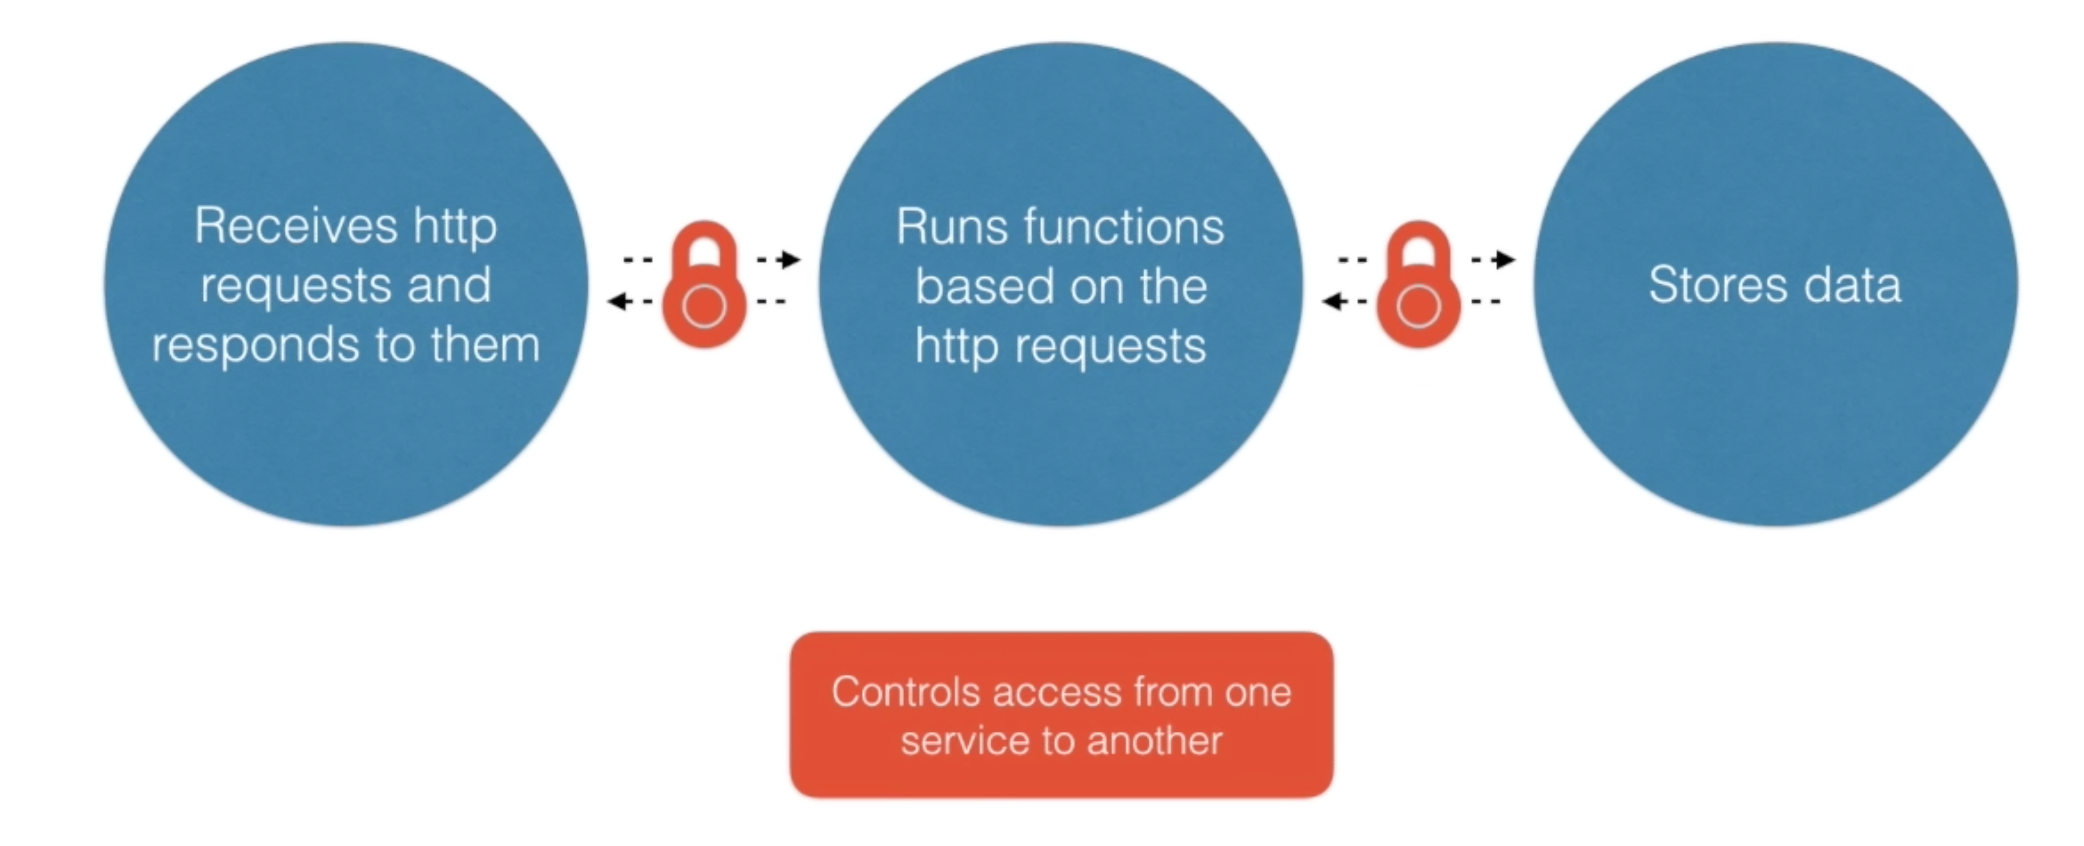 Receives http
requests and
responds to them
Runs functions
based on the
http requests
Stores data
Controls access from one
service to another